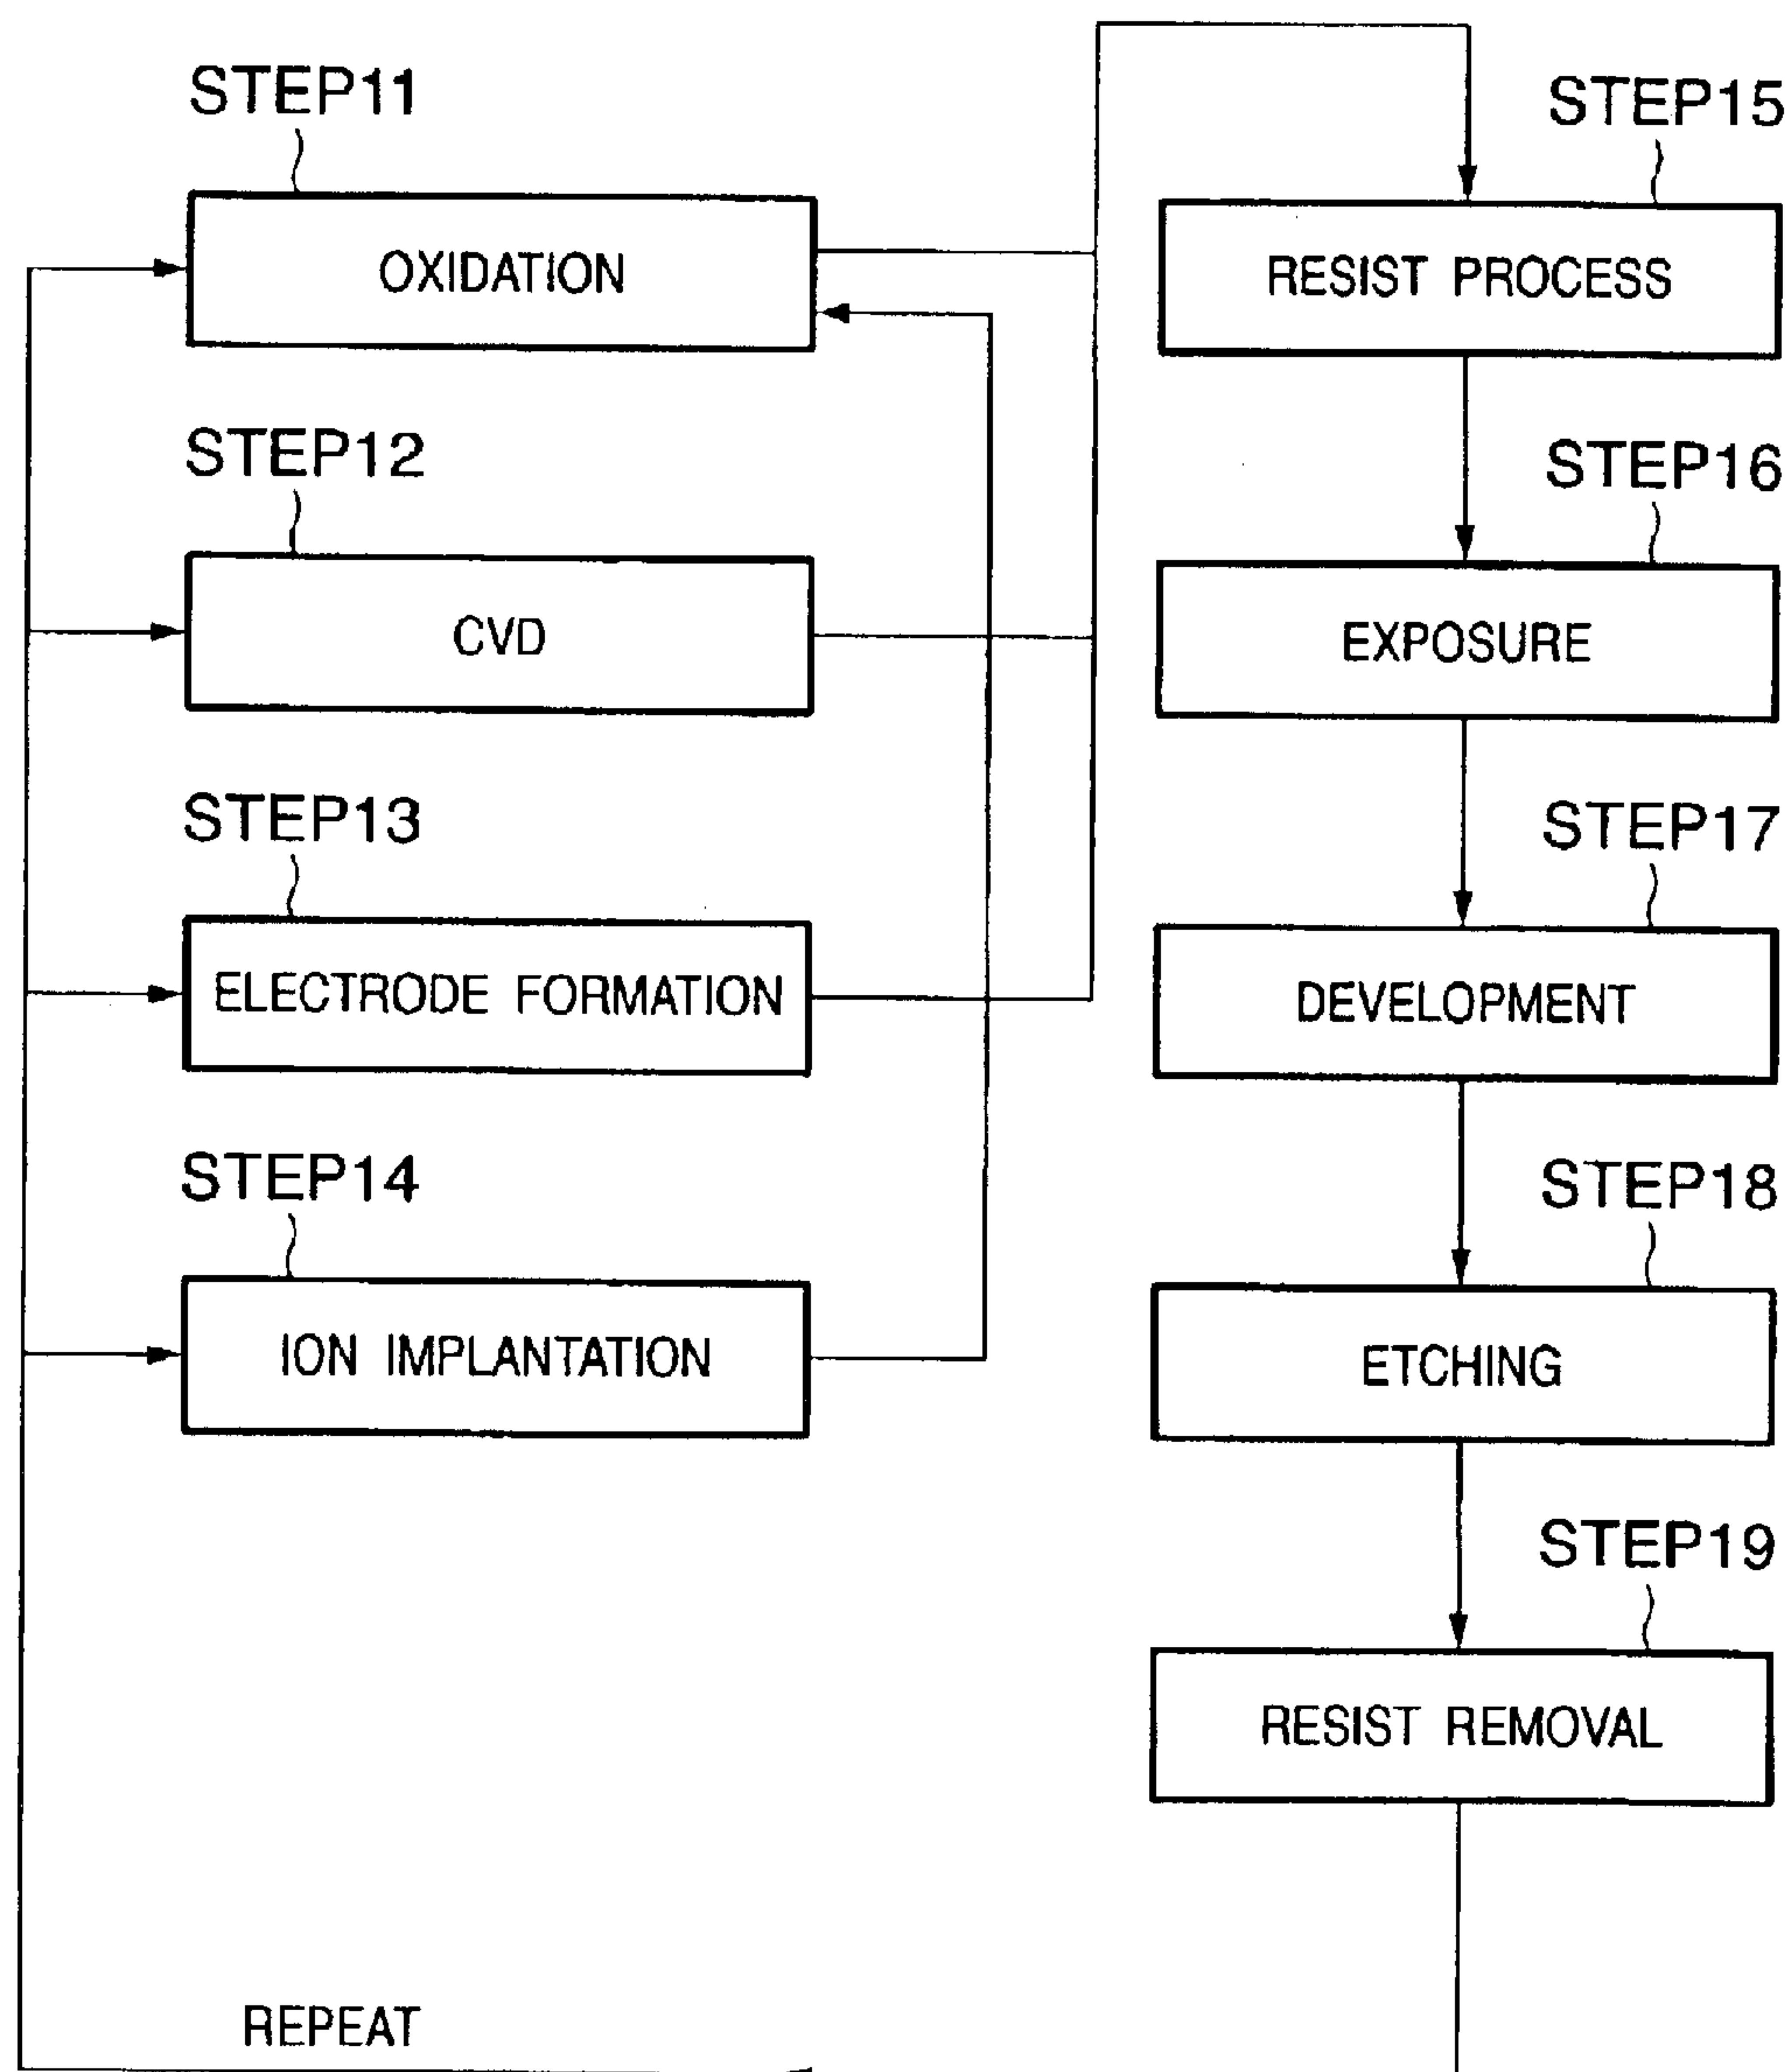 STEP11
OXIDATION
STEP12
CVD
STEP13
ELECTRODE FORMATION
STEP14
ION IMPLANTATION
REPEAT
STEP15
RESIST PROCESS
STEP16
EXPOSURE
STEP17
DEVELOPMENT
STEP18
ETCHING
STEP19
RESIST REMOVAL